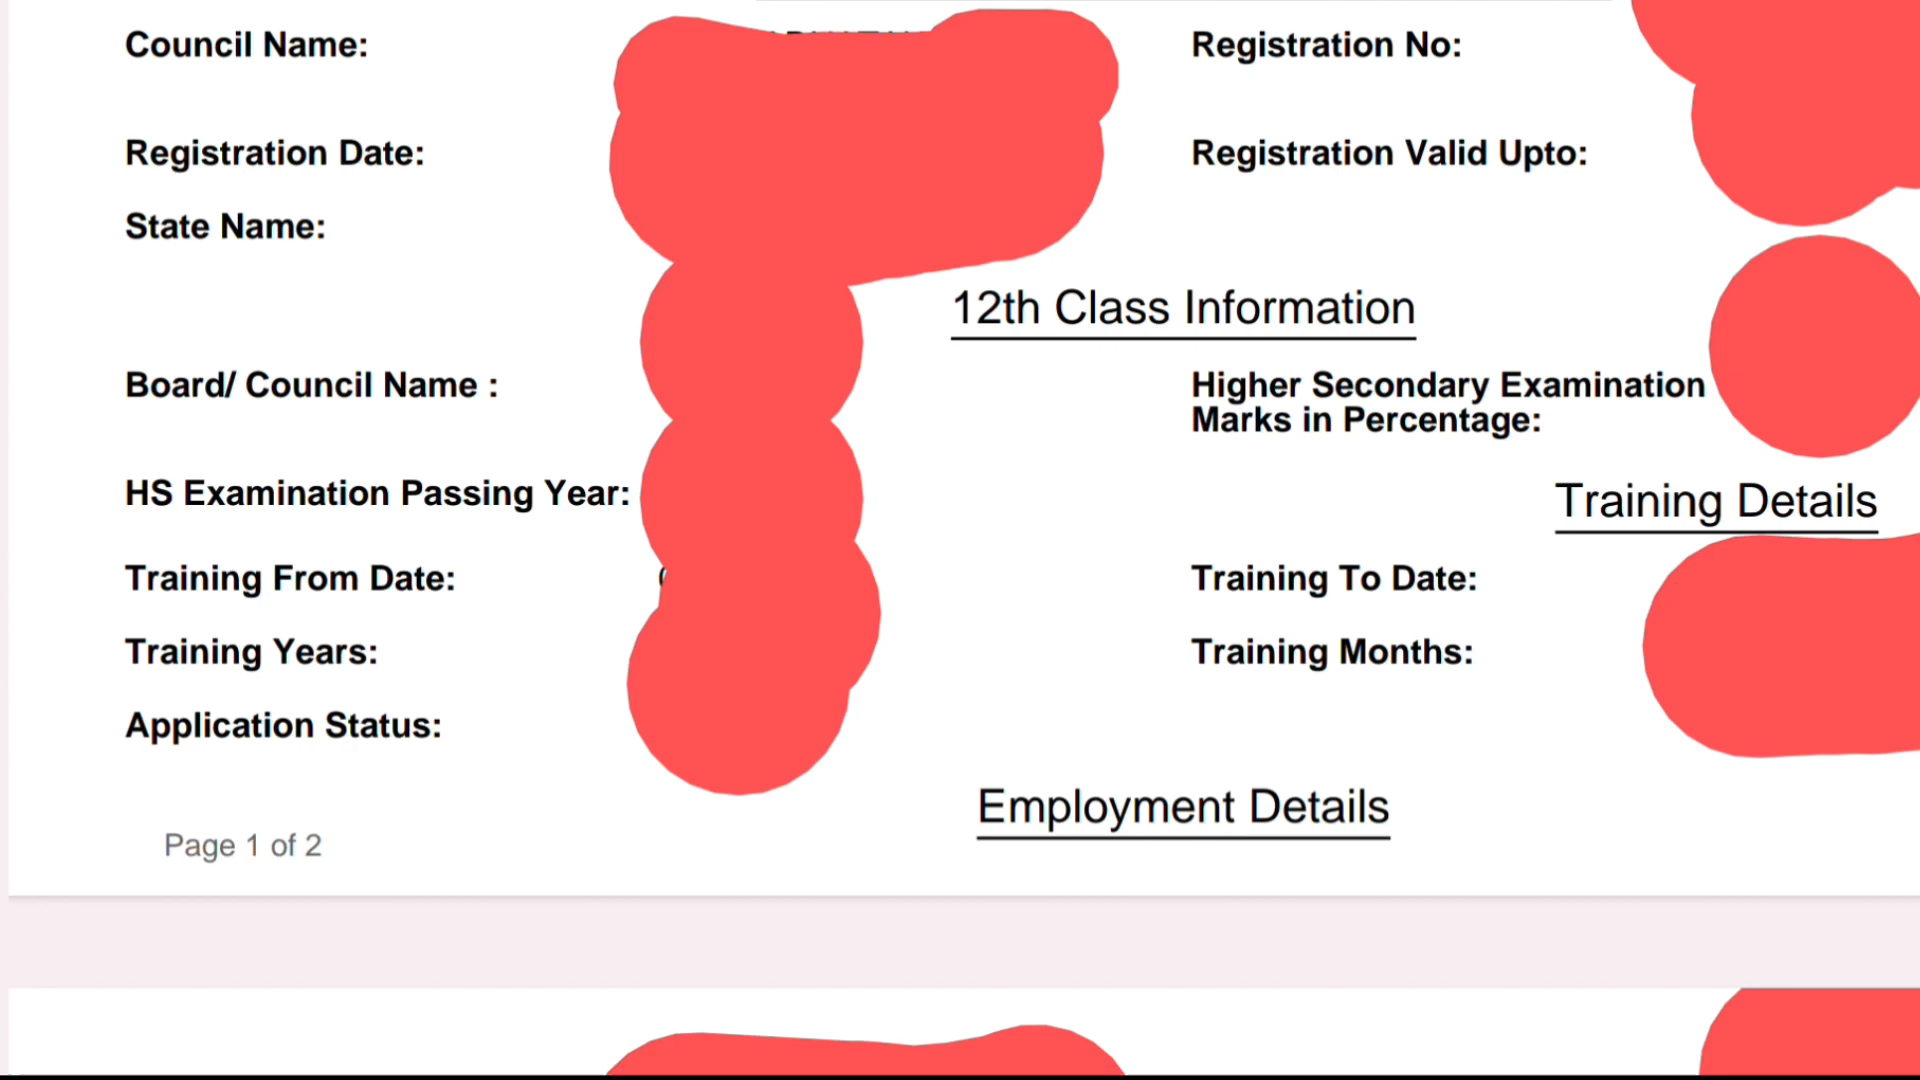 Council Name: Registration No:
Registration Date: Registration Valid Upto:
State Name:
12th Class Information
Board/ Council Name : Higher Secondary Examination
Marks in Percentage:
HS Examination Passing Year:
Training Details
Training From Date: Training To Date:
Training Years: Training Months:
Application Status:
Employment Details
Page 1 of 2